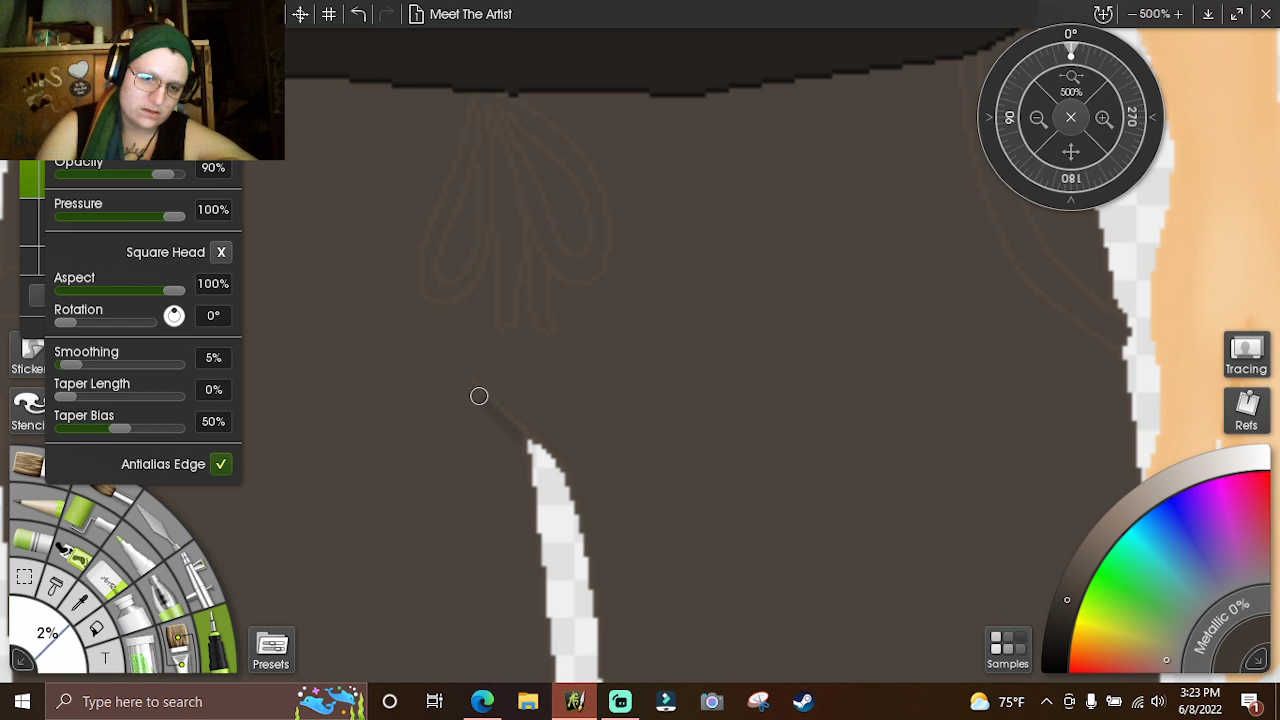 Meet The Artist
500%
0°
500%
90
270
180
Opacity
90%
Pressure
100%
Square Head
X
Aspect
100%
Rotation
0°
Smoothing
5%
Taper Length
0%
Taper Bias
50%
Antialias Edge
Sticke
Stenci
Tracing
Refs
2%
T
Presets
Samples
Metallic 0%
Type here to search
75°F
3:23 PM
6/8/2022
1